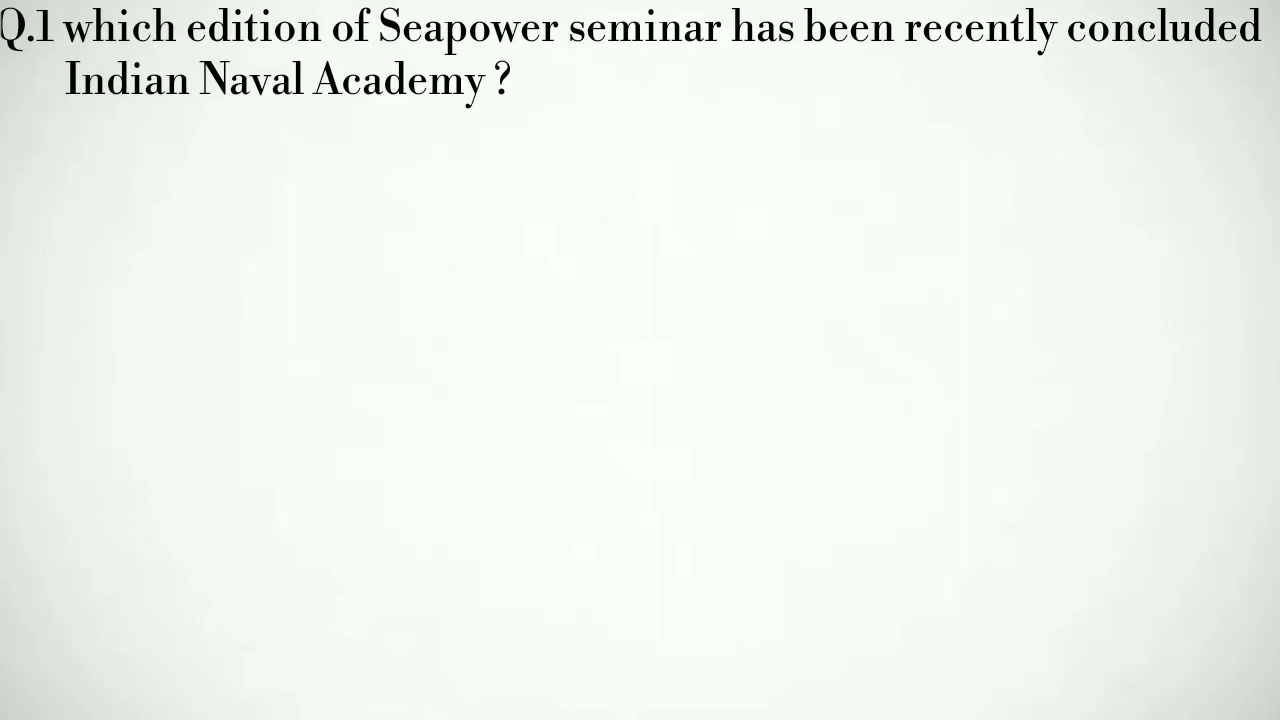 Q.1 which edition of Seapower seminar has been recently concluded
Indian Naval Academy ?